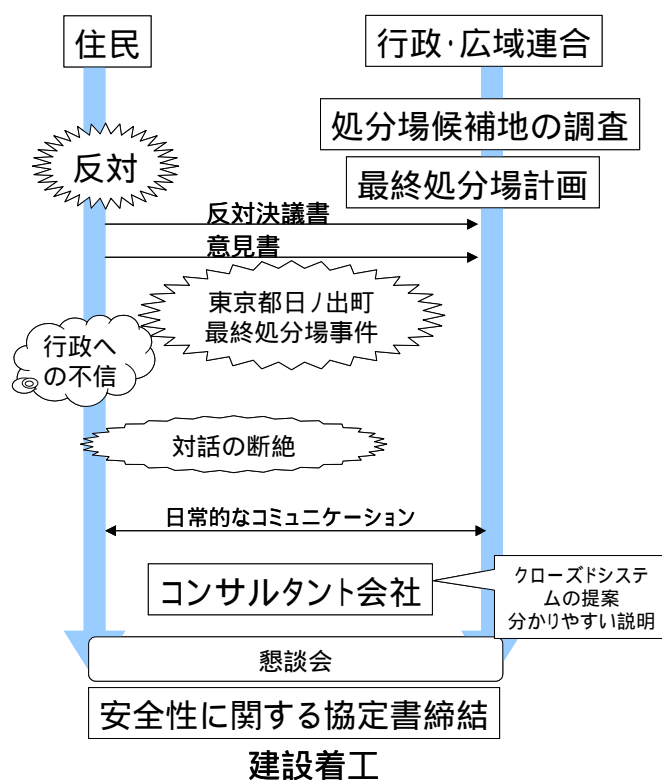 住民
行政・広域連合
処分場候補地の調査
反対
最終処分場計画
反対決議書
意見書
東京都日ノ出町
最終処分場事件
行政へ
の不信
対話の断絶
日常的なコミュニケーション
コンサルタント会社
クローズドシステ
ムの提案
分かりやすい説明
懇談会
安全性に関する協定書締結
建設着工